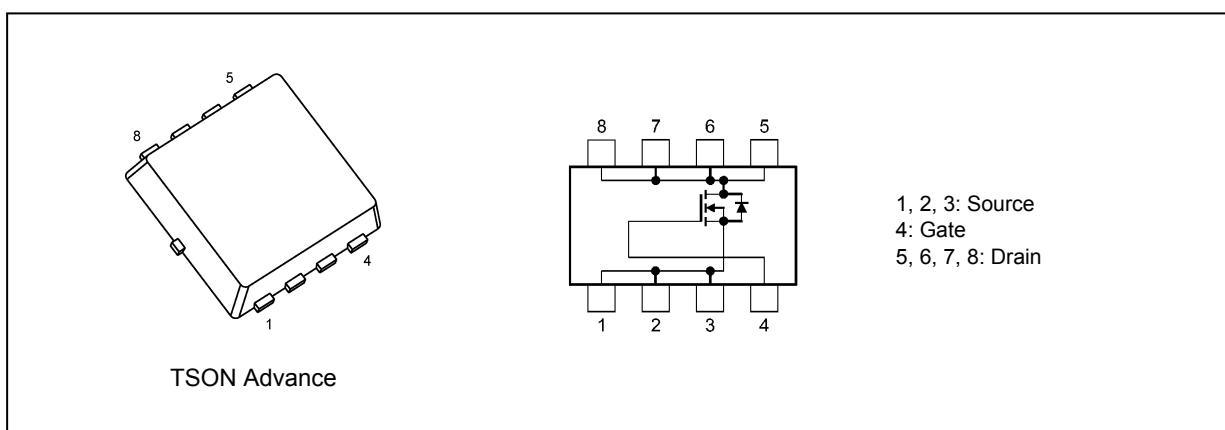 5
8
4
1
TSON Advance
8 7 6 5
1 2 3 4
1, 2, 3: Source
4: Gate
5, 6, 7, 8: Drain